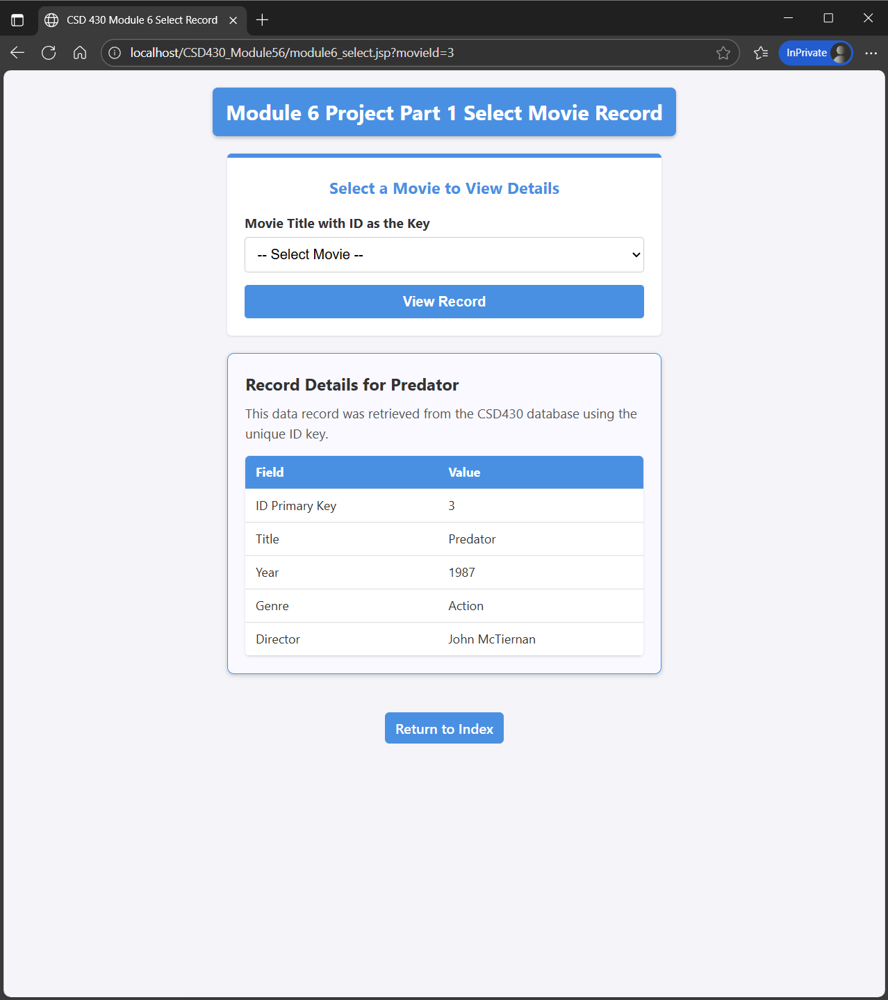 CSD 430 Module 6 Select Record
localhost/CSD430_Module56/module6_select.jsp?movieId=3
InPrivate
Module 6 Project Part 1 Select Movie Record
Select a Movie to View Details
Movie Title with ID as the Key
-- Select Movie --
View Record
Record Details for Predator
This data record was retrieved from the CSD430 database using the
unique ID key.
Field Value
ID Primary Key 3
Title Predator
Year 1987
Genre Action
Director John McTiernan
Return to Index